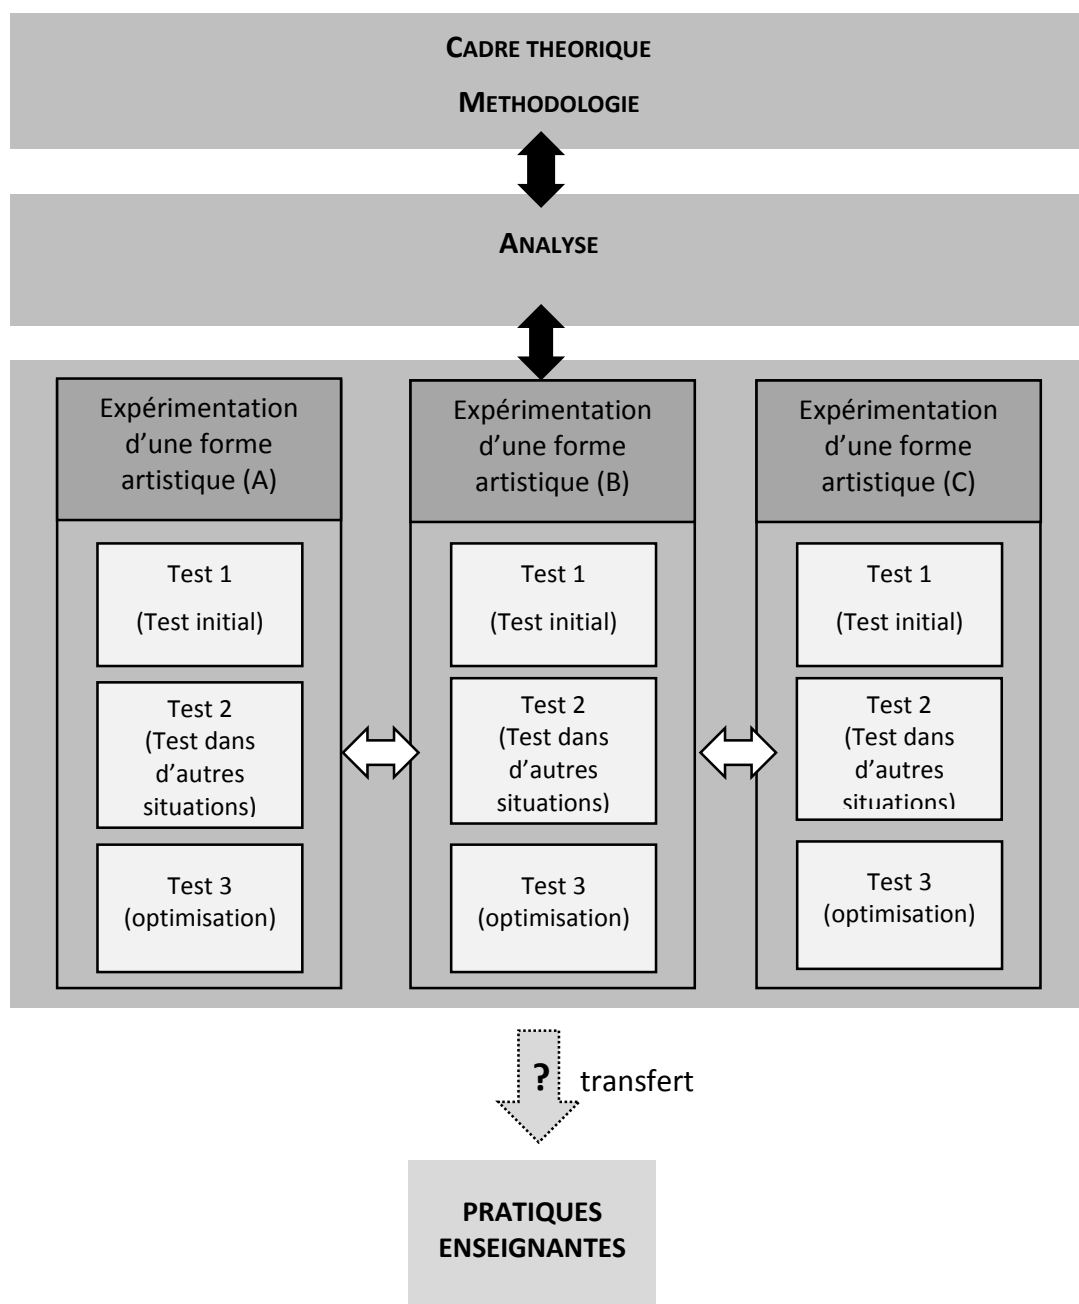 CADRE THEORIQUE
METHODOLOGIE
ANALYSE
Expérimentation
d'une forme
artistique (A)
Test 1
(Test initial)
Test 2
(Test dans
d'autres
situations)
Test 3
(optimisation)
Expérimentation
d'une forme
artistique (B)
Test 1
(Test initial)
Test 2
(Test dans
d'autres
situations)
Test 3
(optimisation)
Expérimentation
d'une forme
artistique (C)
Test 1
(Test initial)
Test 2
(Test dans
d'autres
situations)
Test 3
(optimisation)
? transfert
PRATIQUES
ENSEIGNANTES